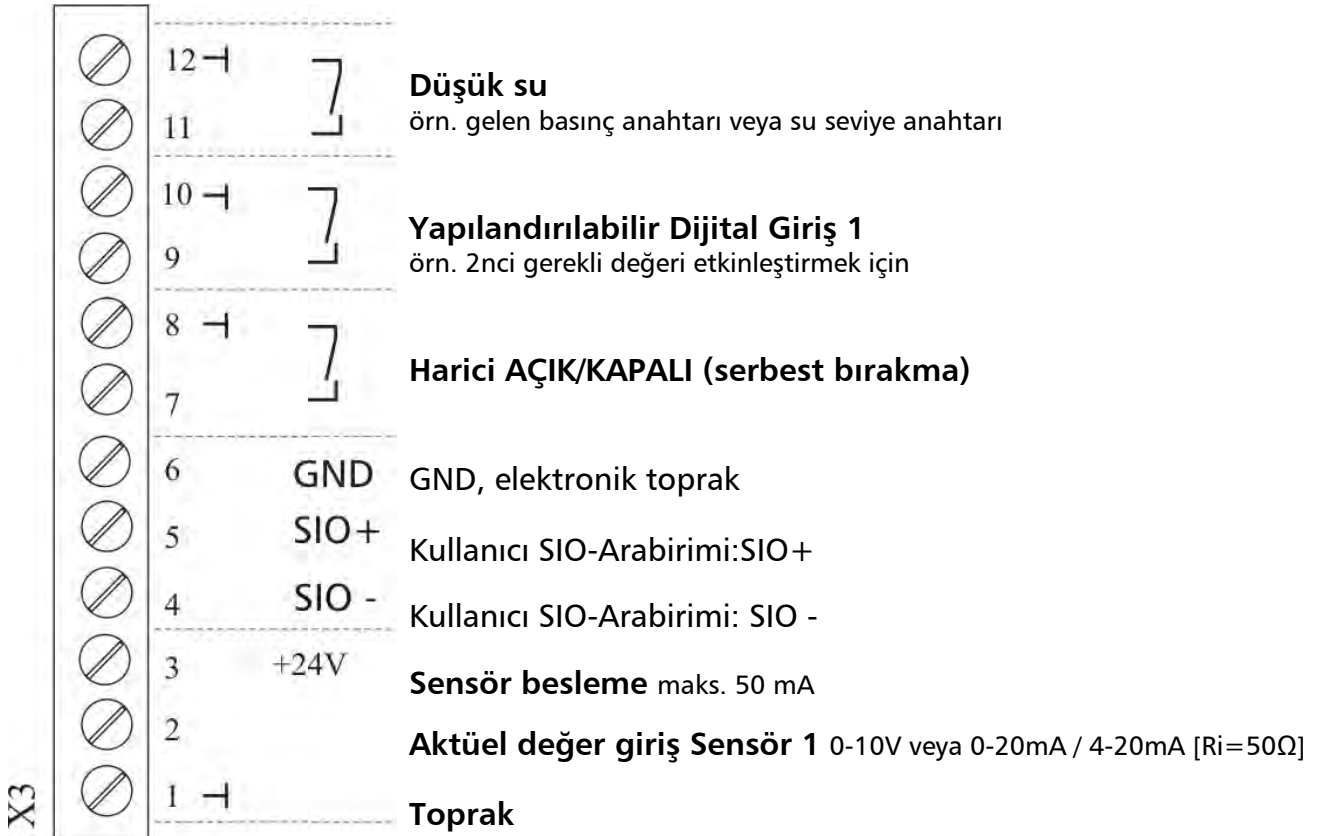 12
Düşük su
11
örn. gelen basınç anahtarı veya su seviye anahtarı
10
Yapılandırılabilir Dijital Giriş 1
9
örn. 2nci gerekli değeri etkinleştirmek için
8
Harici AÇIK/KAPALI (serbest bırakma)
7
6 GND GND, elektronik toprak
5 SIO+ Kullanıcı SIO-Arabirimi:SIO+
4 SIO - Kullanıcı SIO-Arabirimi: SIO -
3 +24V Sensör besleme maks. 50 mA
2 Aktüel değer giriş Sensör 1 0-10V veya 0-20mA / 4-20mA [Ri=50Ω]
1 Toprak
X3